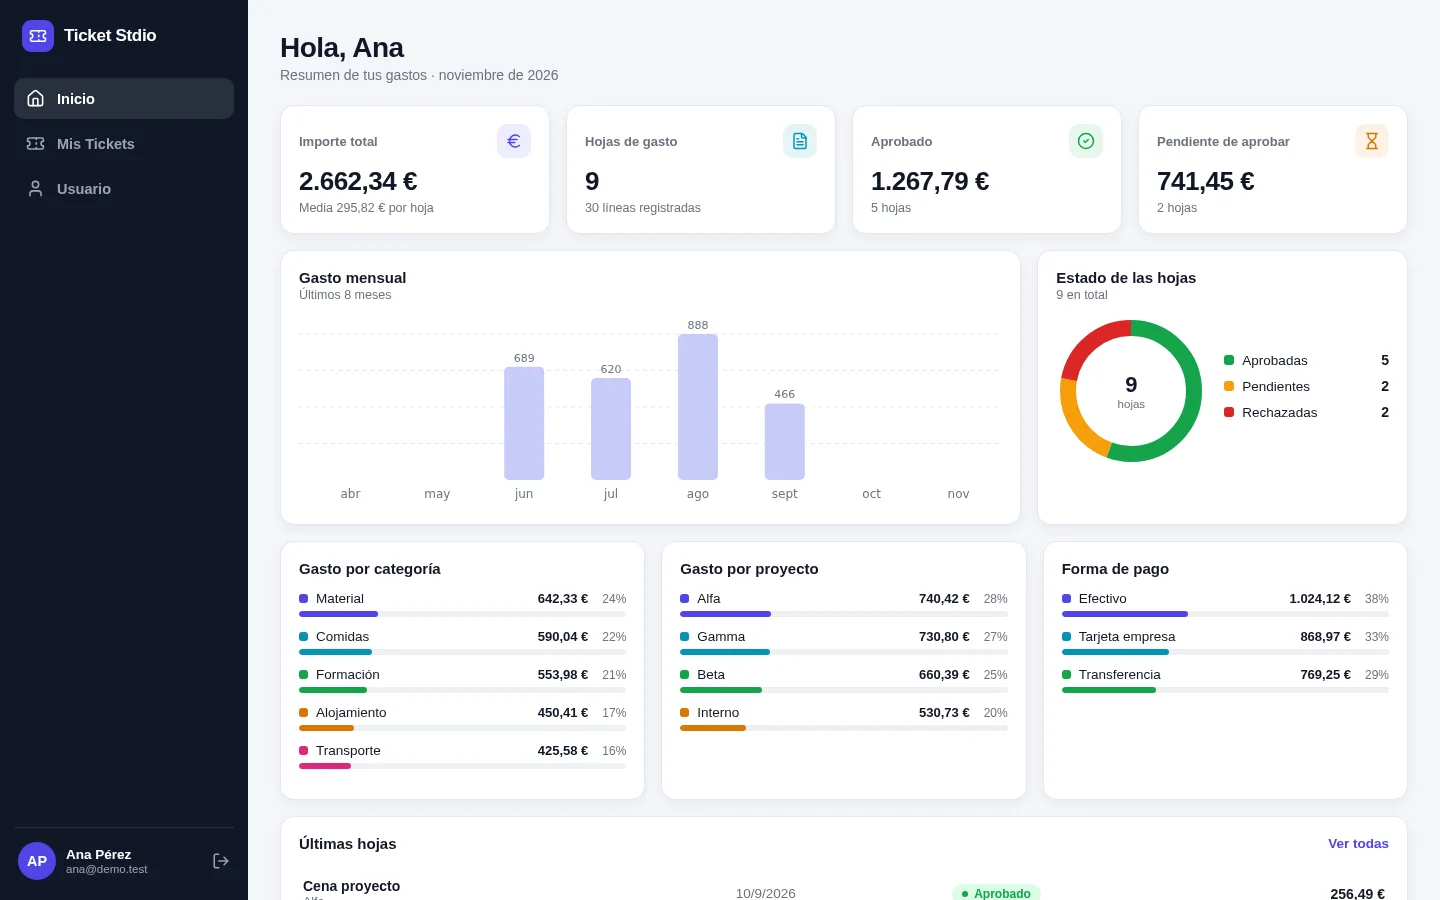 Ticket Stdio
Inicio
Mis Tickets
Usuario
AP
Ana Pérez
ana@demo.test
Hola, Ana
Resumen de tus gastos · noviembre de 2026
Importe total
€
2.662,34 €
Media 295,82 € por hoja
Hojas de gasto
9
30 líneas registradas
Aprobado
1.267,79 €
5 hojas
Pendiente de aprobar
741,45 €
2 hojas
Gasto mensual
Últimos 8 meses
689
620
888
466
abr may jun jul ago sept oct nov
Estado de las hojas
9 en total
9
hojas
Aprobadas 5
Pendientes 2
Rechazadas 2
Gasto por categoría
Material 642,33 € 24%
Comidas 590,04 € 22%
Formación 553,98 € 21%
Alojamiento 450,41 € 17%
Transporte 425,58 € 16%
Gasto por proyecto
Alfa 740,42 € 28%
Gamma 730,80 € 27%
Beta 660,39 € 25%
Interno 530,73 € 20%
Forma de pago
Efectivo 1.024,12 € 38%
Tarjeta empresa 868,97 € 33%
Transferencia 769,25 € 29%
Últimas hojas Ver todas
Cena proyecto 10/9/2026 Aprobado 256,49 €